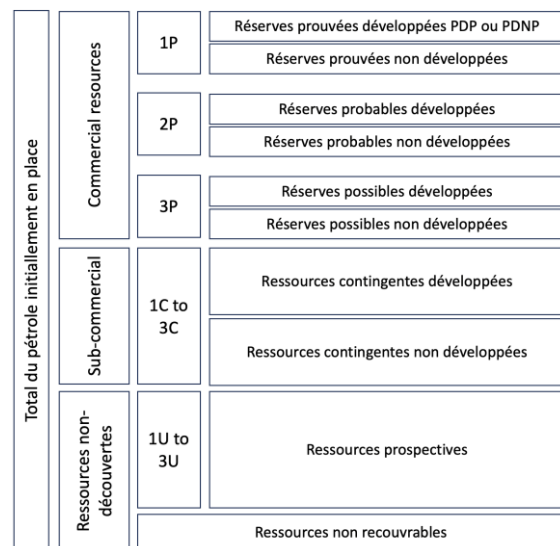 Total du pétrole initiallement en place
Commercial resources
1P
Réserves prouvées développées PDP ou PDNP
Réserves prouvées non développées
2P
Réserves probables développées
Réserves probables non développées
3P
Réserves possibles développées
Réserves possibles non développées
Sub-commercial
1C to
3C
Ressources contingentes développées
Ressources contingentes non développées
Ressources non-
découvertes
1U to
3U
Ressources prospectives
Ressources non recouvrables